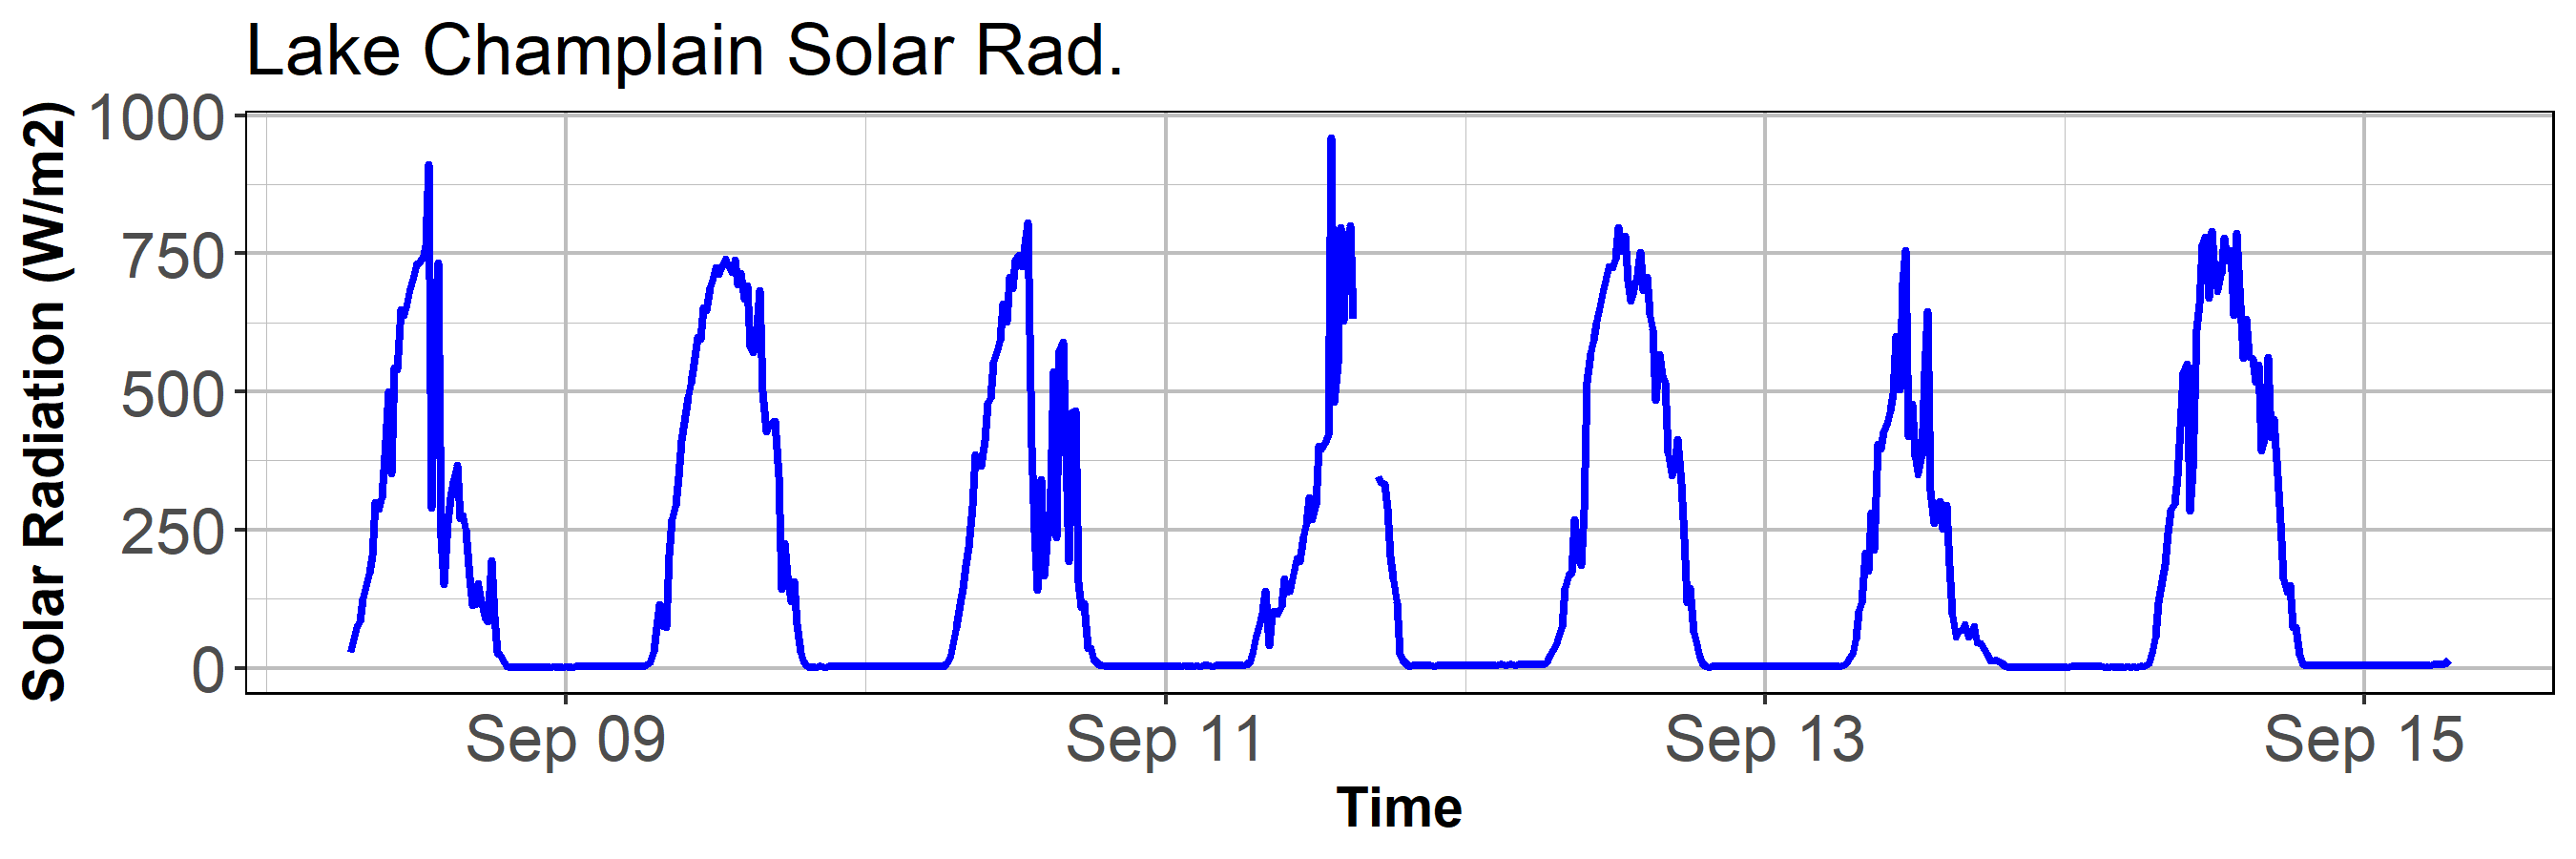 Lake Champlain Solar Rad.
Solar Radiation (W/m2)
1000
750
500
250
0
Sep 09 Sep 11 Sep 13 Sep 15
Time